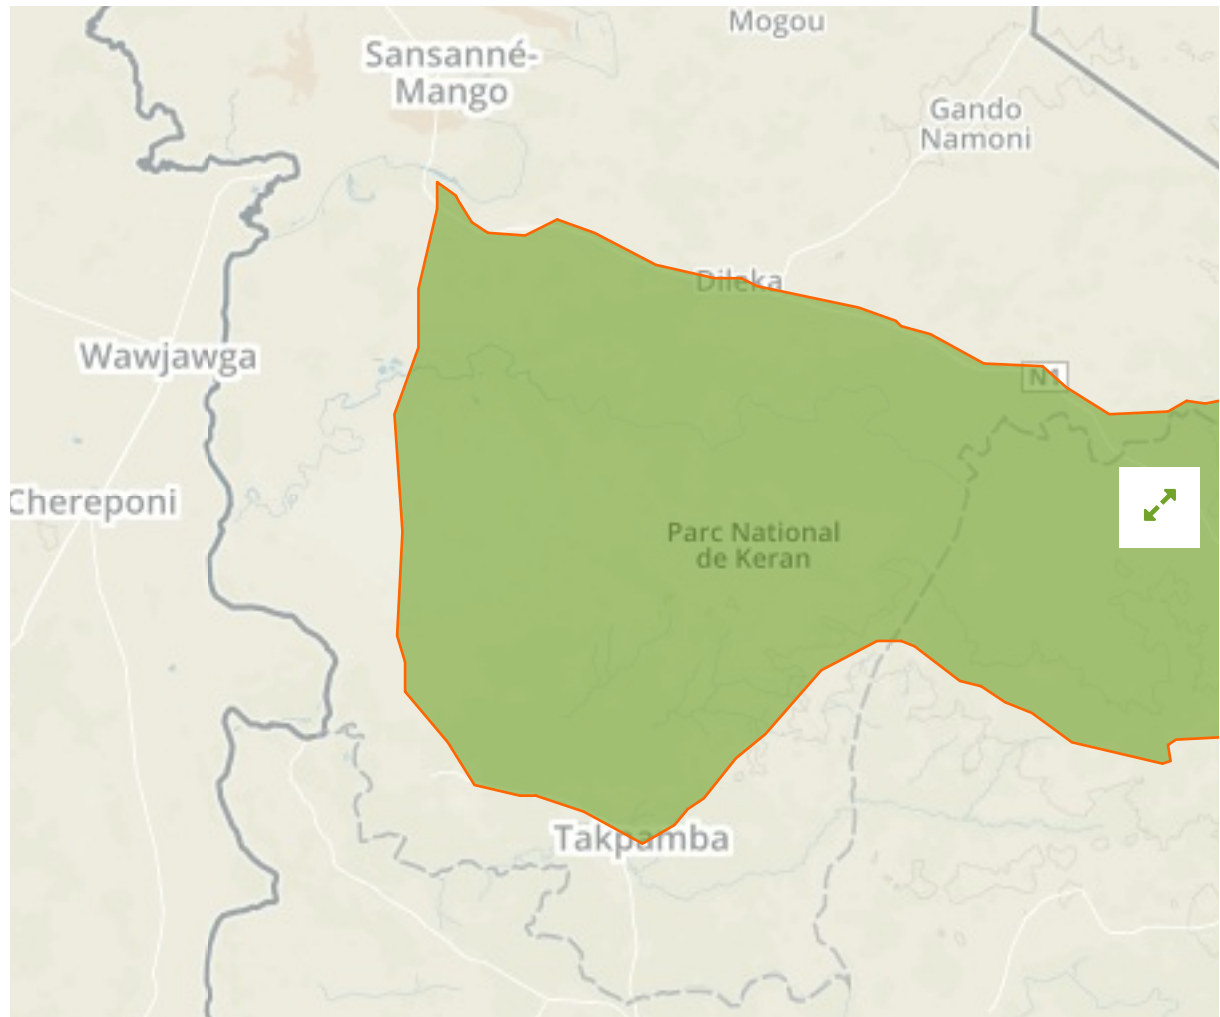 Mogou
Sansanné-
Mango
Gando
Namoni
Dileka
Wawjawga
N1
Chereponi
Parc National
de Keran
Takpamba